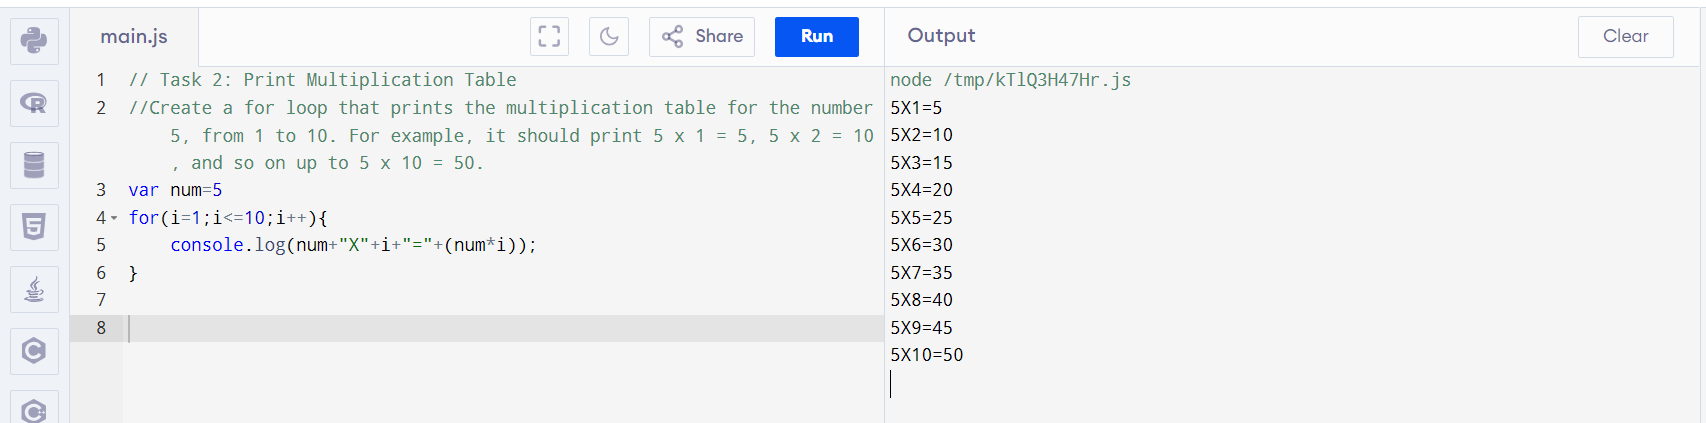 main.js
Share
Run
Output
Clear
1 // Task 2: Print Multiplication Table
2 //Create a for loop that prints the multiplication table for the number
5, from 1 to 10. For example, it should print 5 x 1 = 5, 5 x 2 = 10
, and so on up to 5 x 10 = 50.
3 var num=5
4 for(i=1;i<=10;i++){
5 console.log(num+"X"+i+"="+(num*i));
6 }
7
8
node /tmp/kTlQ3H47Hr.js
5X1=5
5X2=10
5X3=15
5X4=20
5X5=25
5X6=30
5X7=35
5X8=40
5X9=45
5X10=50